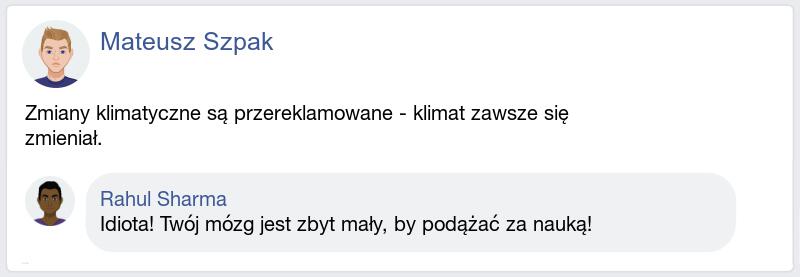 Mateusz Szpak
Zmiany klimatyczne są przereklamowane - klimat zawsze się
zmieniał.
Rahul Sharma
Idiota! Twój mózg jest zbyt mały, by podążać za nauką!